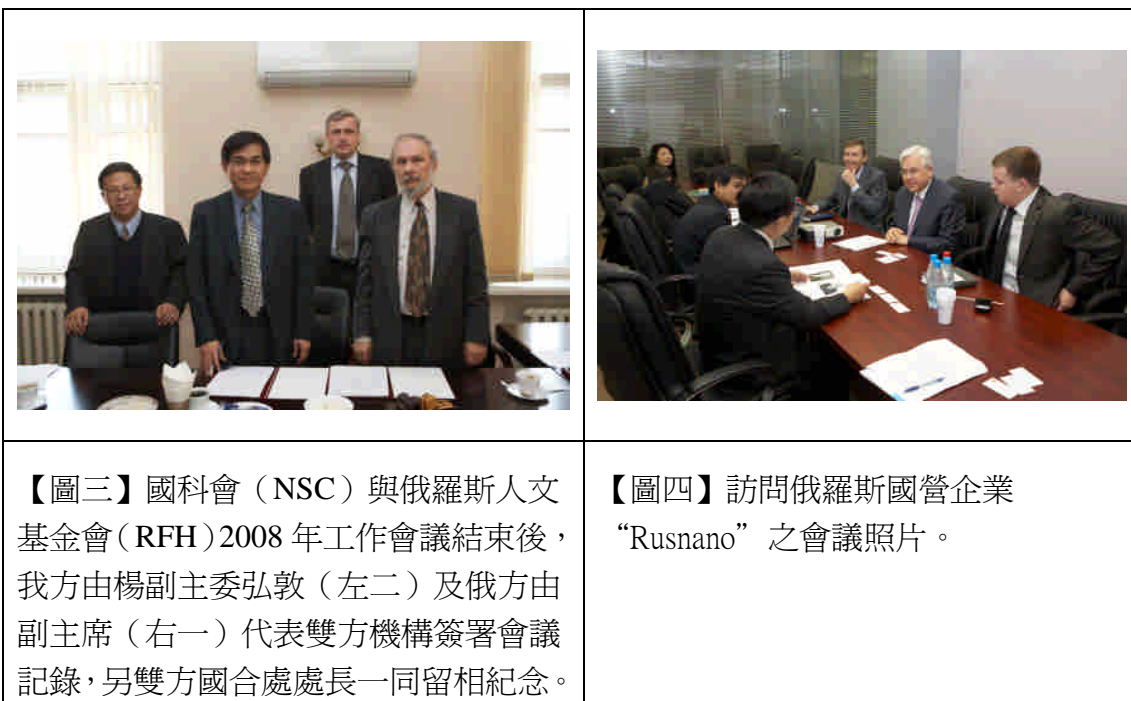 【圖三】國科會（NSC）與俄羅斯人文
基金會（RFH）2008 年工作會議結束後，
我方由楊副主委弘敦（左二）及俄方由
副主席（右一）代表雙方機構簽署會議
記錄，另雙方國合處處長一同留相紀念。
【圖四】訪問俄羅斯國營企業
“Rusnano”之會議照片。